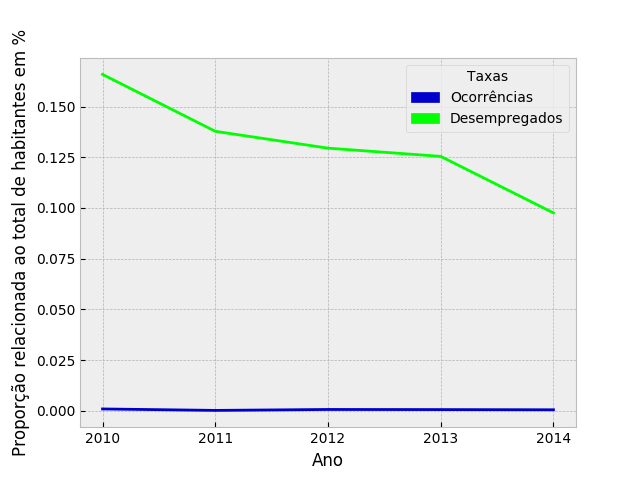 Proporção relacionada ao total de habitantes em %
0.150
0.125
0.100
0.075
0.050
0.025
0.000
Taxas
Ocorrências
Desempregados
2010 2011 2012 2013 2014
Ano